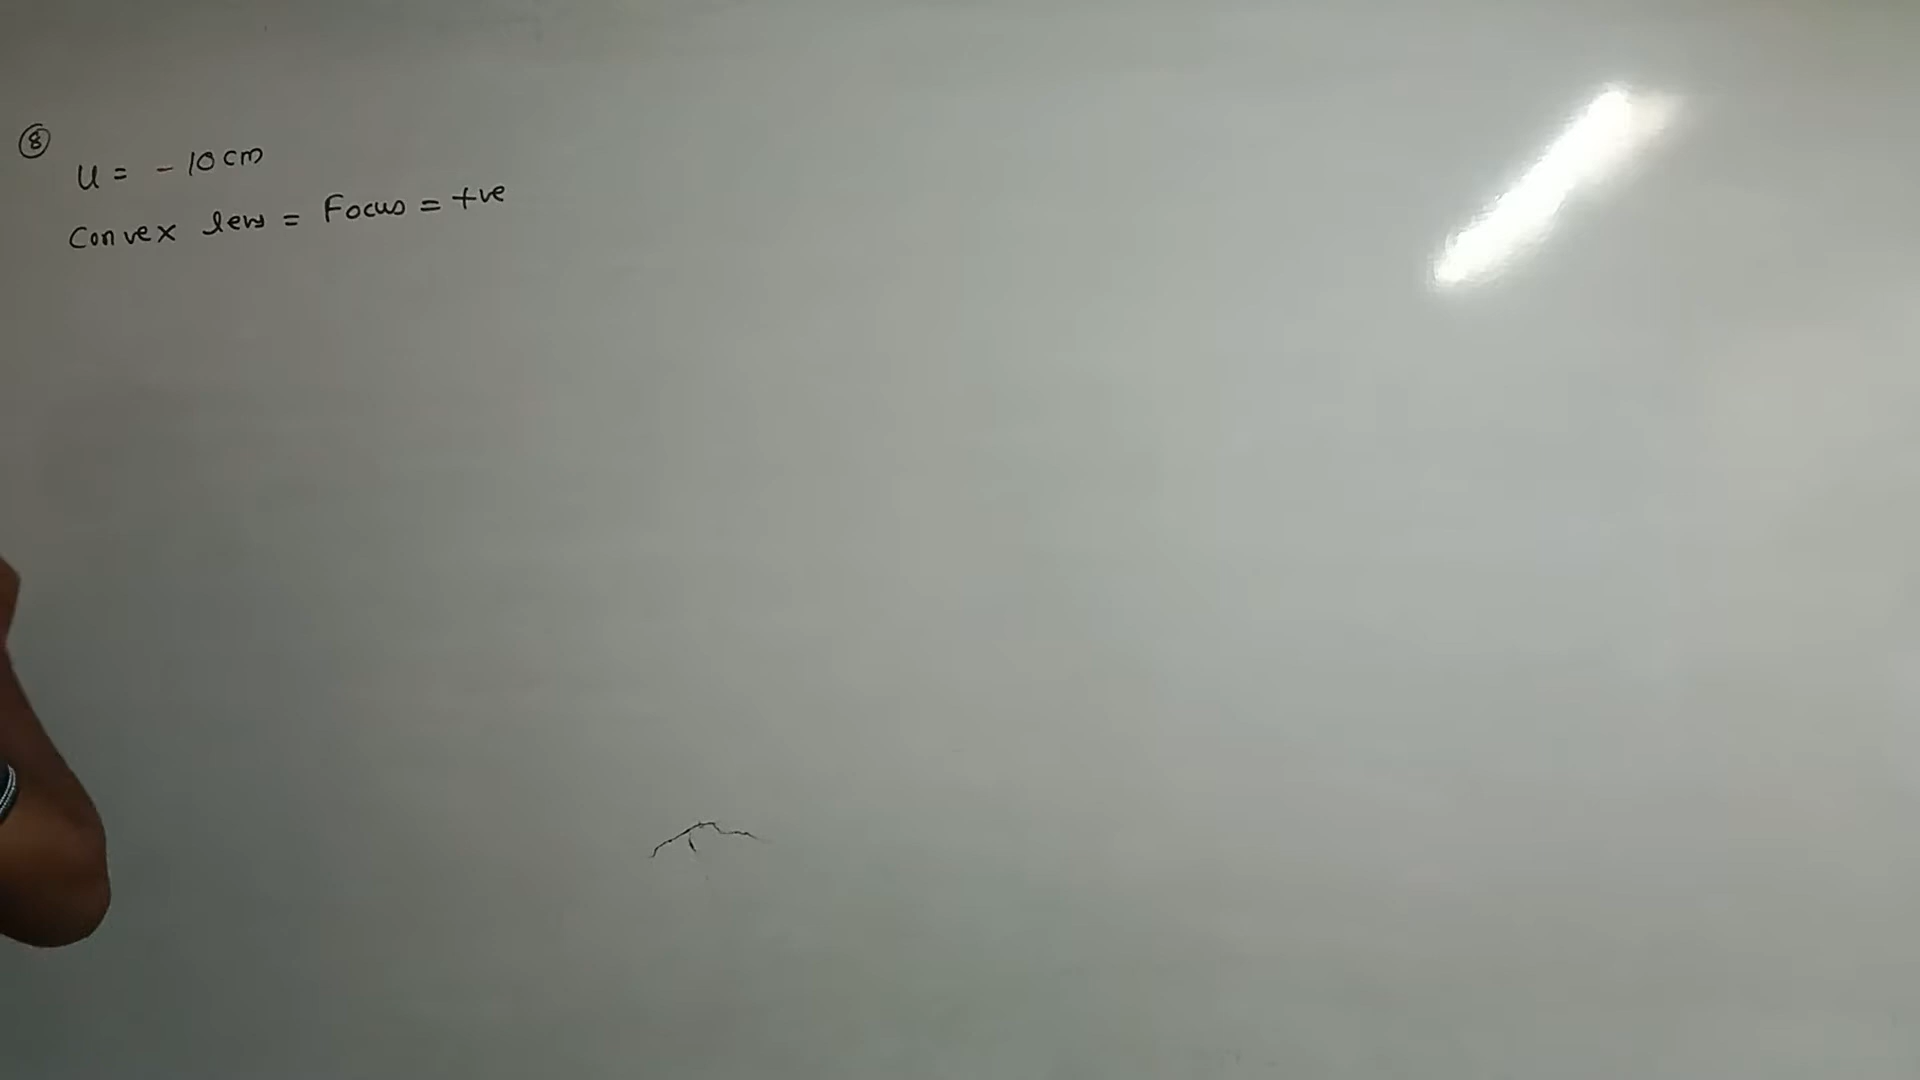 8
u = - 10 cm
Convex lens = Focus = +ve